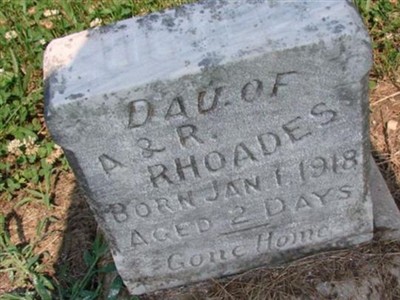 DAU. OF
A & R.
RHOADES
BORN JAN 1, 1918
AGED 2 DAYS
Gone Home